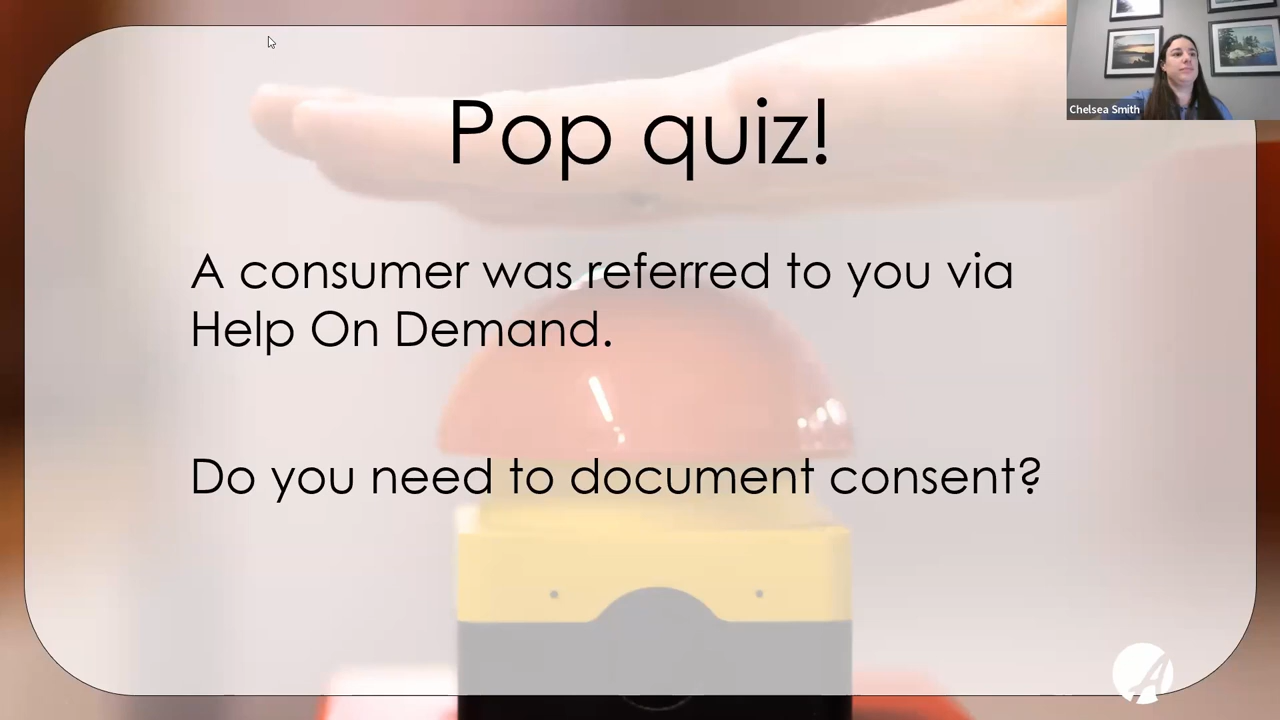 Pop quiz!
Chelsea Smith
A consumer was referred to you via
Help On Demand.
Do you need to document consent?